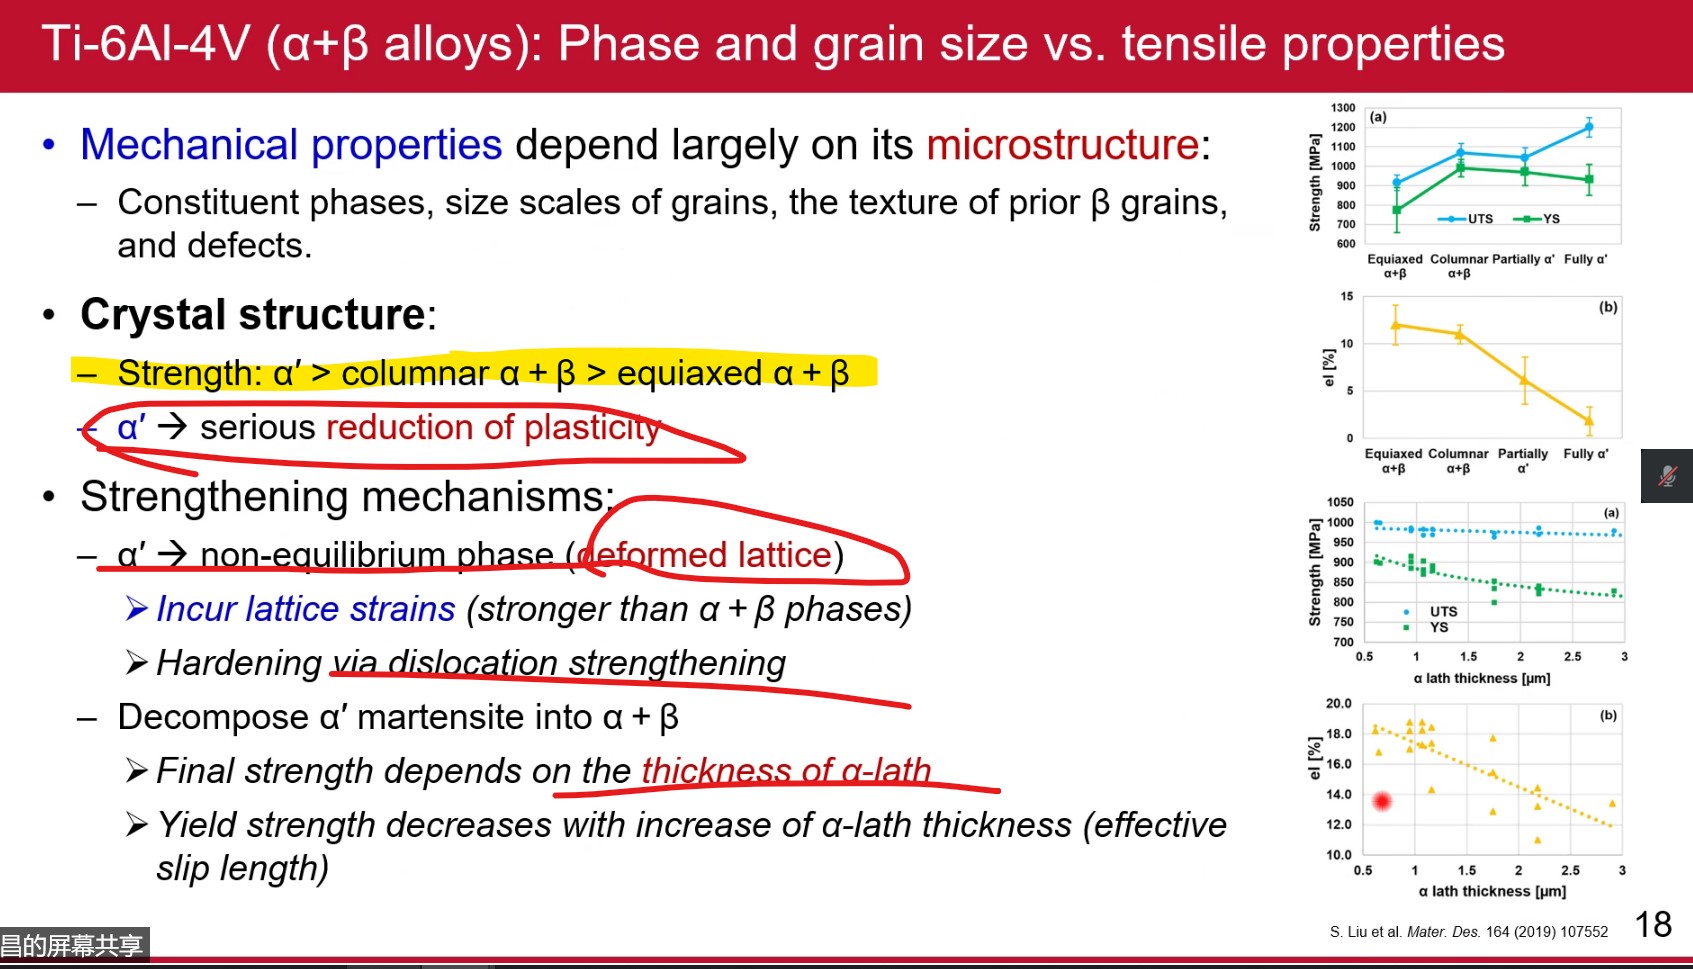 Ti-6Al-4V (α+β alloys): Phase and grain size vs. tensile properties
• Mechanical properties depend largely on its microstructure:
– Constituent phases, size scales of grains, the texture of prior β grains,
and defects.
• Crystal structure:
– Strength: α′ > columnar α + β > equiaxed α + β
– α′ → serious reduction of plasticity
• Strengthening mechanisms:
– α′ → non-equilibrium phase (deformed lattice)
➢ Incur lattice strains (stronger than α + β phases)
➢ Hardening via dislocation strengthening
– Decompose α′ martensite into α + β
➢ Final strength depends on the thickness of α-lath
➢ Yield strength decreases with increase of α-lath thickness (effective
slip length)
(a)
Strength [MPa]
1300
1200
1100
1000
900
800
700
600
UTS YS
Equiaxed Columnar Partially α' Fully α'
α+β α+β
(b)
el [%]
15
10
5
0
Equiaxed Columnar Partially Fully α'
α+β α+β α'
(a)
Strength [MPa]
1050
1000
950
900
850
800
750
700
UTS
YS
0.5 1 1.5 2 2.5 3
α lath thickness [µm]
(b)
el [%]
20.0
18.0
16.0
14.0
12.0
10.0
0.5 1 1.5 2 2.5 3
α lath thickness [µm]
S. Liu et al. Mater. Des. 164 (2019) 107552
18
昌的屏幕共享